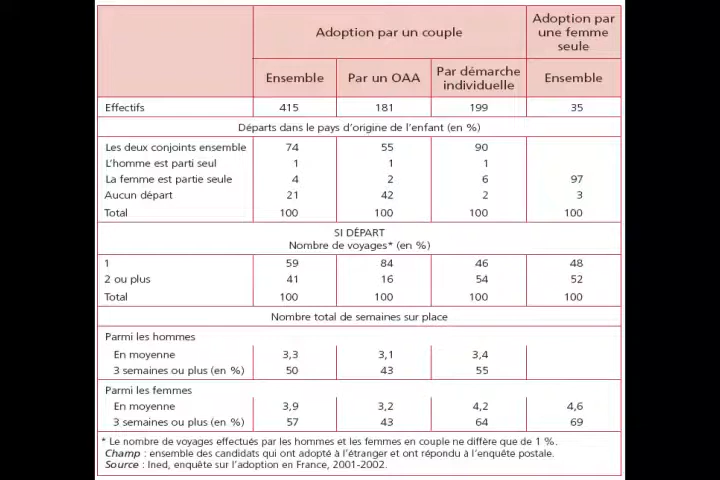 Adoption par un couple
Adoption par
une femme
seule
Ensemble Par un OAA Par démarche individuelle Ensemble
Effectifs 415 181 199 35
Départs dans le pays d'origine de l'enfant (en %)
Les deux conjoints ensemble 74 55 90
L'homme est parti seul 1 1 1
La femme est partie seule 4 2 6 97
Aucun départ 21 42 2 3
Total 100 100 100 100
SI DÉPART
Nombre de voyages* (en %)
1 59 84 46 48
2 ou plus 41 16 54 52
Total 100 100 100 100
Nombre total de semaines sur place
Parmi les hommes
En moyenne 3,3 3,1 3,4
3 semaines ou plus (en %) 50 43 55
Parmi les femmes
En moyenne 3,9 3,2 4,2 4,6
3 semaines ou plus (en %) 57 43 64 69
* Le nombre de voyages effectués par les hommes et les femmes en couple ne diffère que de 1 %.
Champ : ensemble des candidats qui ont adopté à l'étranger et ont répondu à l'enquête postale.
Source : Ined, enquête sur l'adoption en France, 2001-2002.